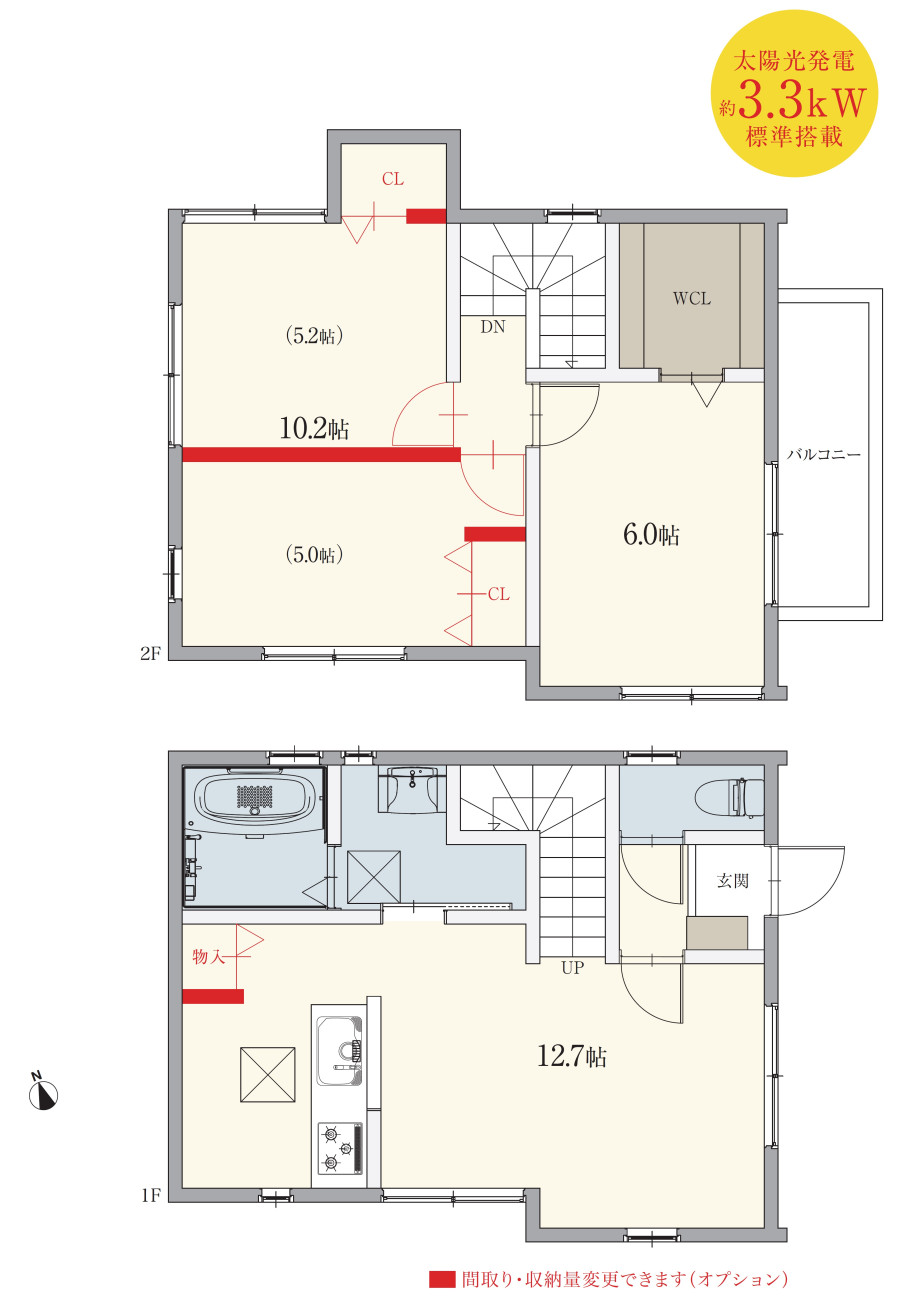 太陽光発電
約3.3kW
標準搭載
CL
WCL
(5.2帖)
DN
10.2帖
バルコニー
6.0帖
(5.0帖)
CL
2F
玄関
物入
UP
12.7帖
N
1F
間取り・収納量変更できます(オプション)